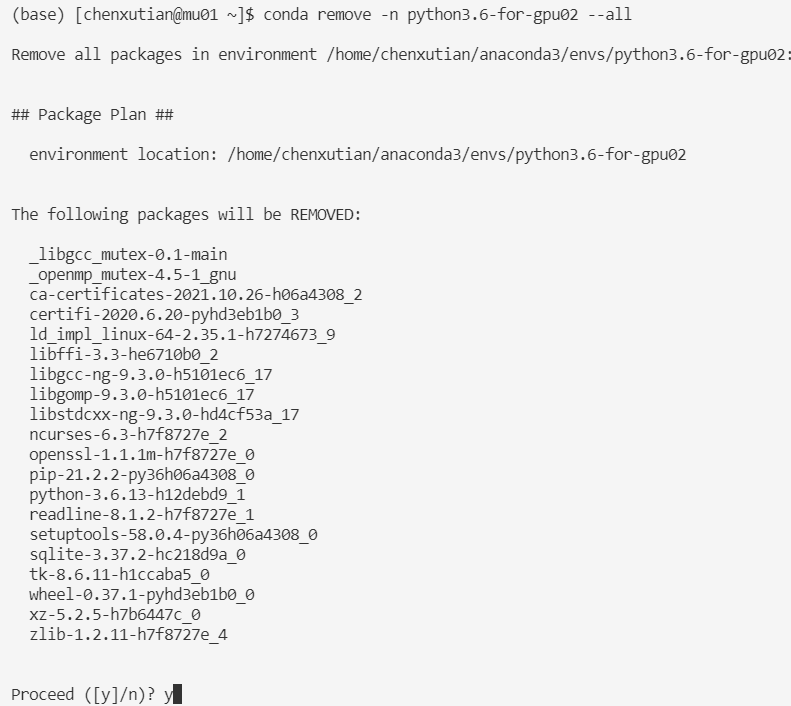 (base) [chenxutian@mu01 ~]$ conda remove -n python3.6-for-gpu02 --all
Remove all packages in environment /home/chenxutian/anaconda3/envs/python3.6-for-gpu02:
## Package Plan ##
environment location: /home/chenxutian/anaconda3/envs/python3.6-for-gpu02
The following packages will be REMOVED:
_libgcc_mutex-0.1-main
_openmp_mutex-4.5-1_gnu
ca-certificates-2021.10.26-h06a4308_2
certifi-2020.6.20-pyhd3eb1b0_3
ld_impl_linux-64-2.35.1-h7274673_9
libffi-3.3-he6710b0_2
libgcc-ng-9.3.0-h5101ec6_17
libgomp-9.3.0-h5101ec6_17
libstdcxx-ng-9.3.0-hd4cf53a_17
ncurses-6.3-h7f8727e_2
openssl-1.1.1m-h7f8727e_0
pip-21.2.2-py36h06a4308_0
python-3.6.13-h12debd9_1
readline-8.1.2-h7f8727e_1
setuptools-58.0.4-py36h06a4308_0
sqlite-3.37.2-hc218d9a_0
tk-8.6.11-h1ccaba5_0
wheel-0.37.1-pyhd3eb1b0_0
xz-5.2.5-h7b6447c_0
zlib-1.2.11-h7f8727e_4
Proceed ([y]/n)? y